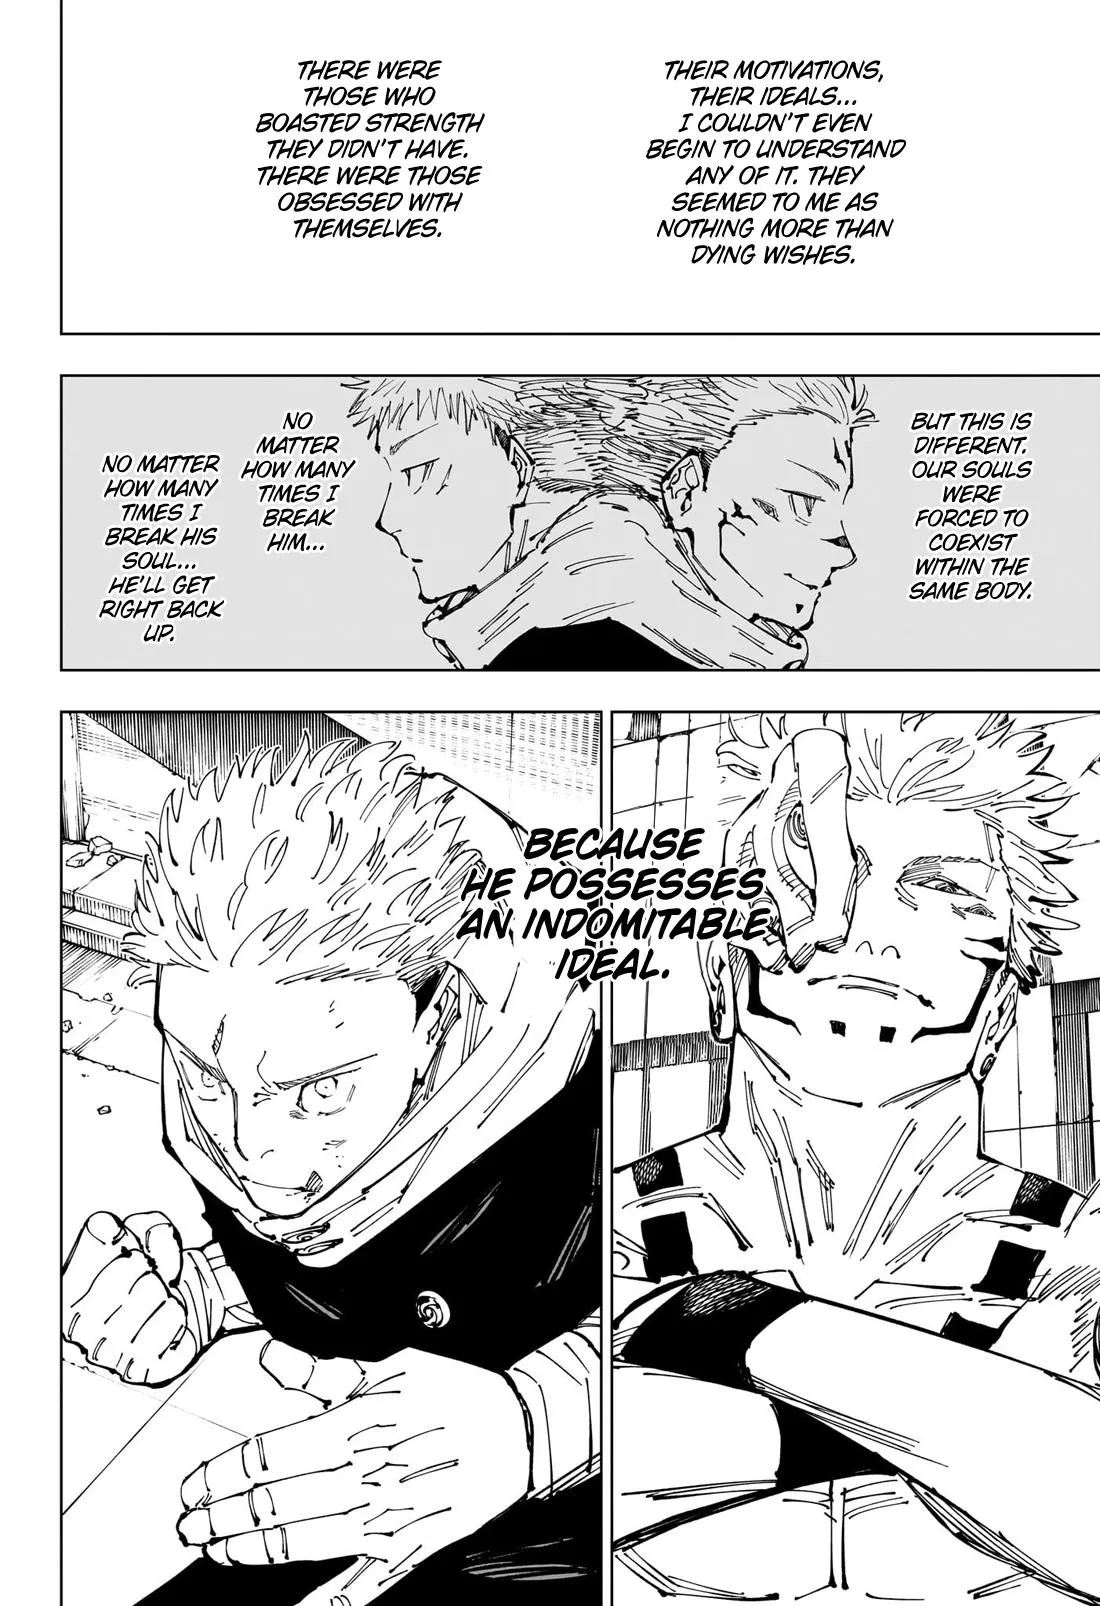 THEIR MOTIVATIONS,
THEIR IDEALS...
I COULDN'T EVEN
BEGIN TO UNDERSTAND
ANY OF IT. THEY
SEEMED TO ME AS
NOTHING MORE THAN
DYING WISHES.
THERE WERE
THOSE WHO
BOASTED STRENGTH
THEY DIDN'T HAVE.
THERE WERE THOSE
OBSESSED WITH
THEMSELVES.
BUT THIS IS
DIFFERENT.
OUR SOULS
WERE
FORCED TO
COEXIST
WITHIN THE
SAME BODY.
NO
MATTER
HOW MANY
TIMES I
BREAK
HIM...
NO MATTER
HOW MANY
TIMES I
BREAK HIS
SOUL...
HE'LL GET
RIGHT BACK
UP.
BECAUSE
HE POSSESSES
AN INDOMITABLE
IDEAL.